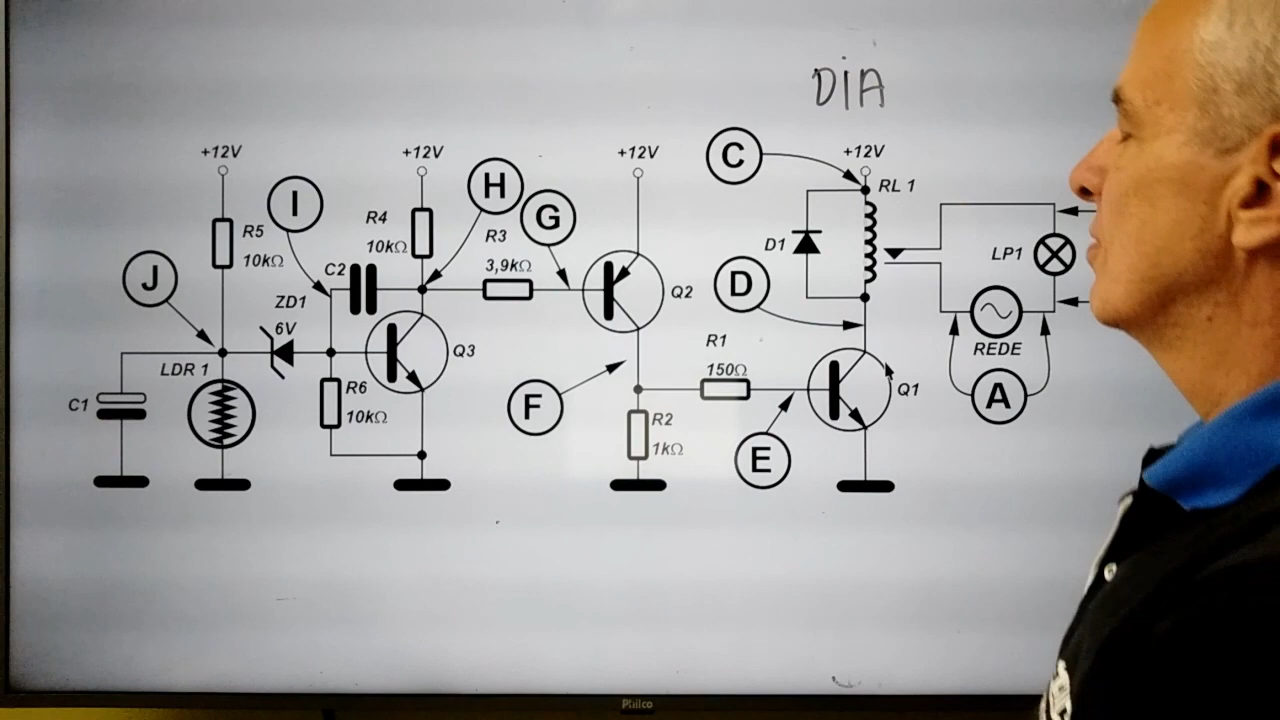 DIA
+12V
+12V
+12V
+12V
C
H
I
G
RL 1
R4
10kΩ
R5
10kΩ
R3
3,9kΩ
D1
LP1
C2
J
ZD1
6V
Q2
D
Q3
LDR 1
R1
150Ω
REDE
C1
R6
10kΩ
F
Q1
A
R2
1kΩ
E
Philco